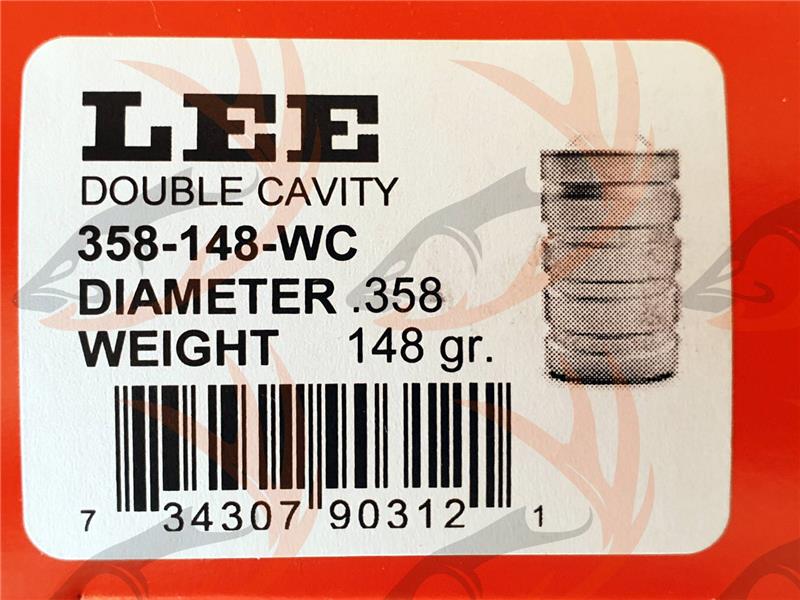 LEE
DOUBLE CAVITY
358-148-WC
DIAMETER .358
WEIGHT 148 gr.
7 34307 90312 1